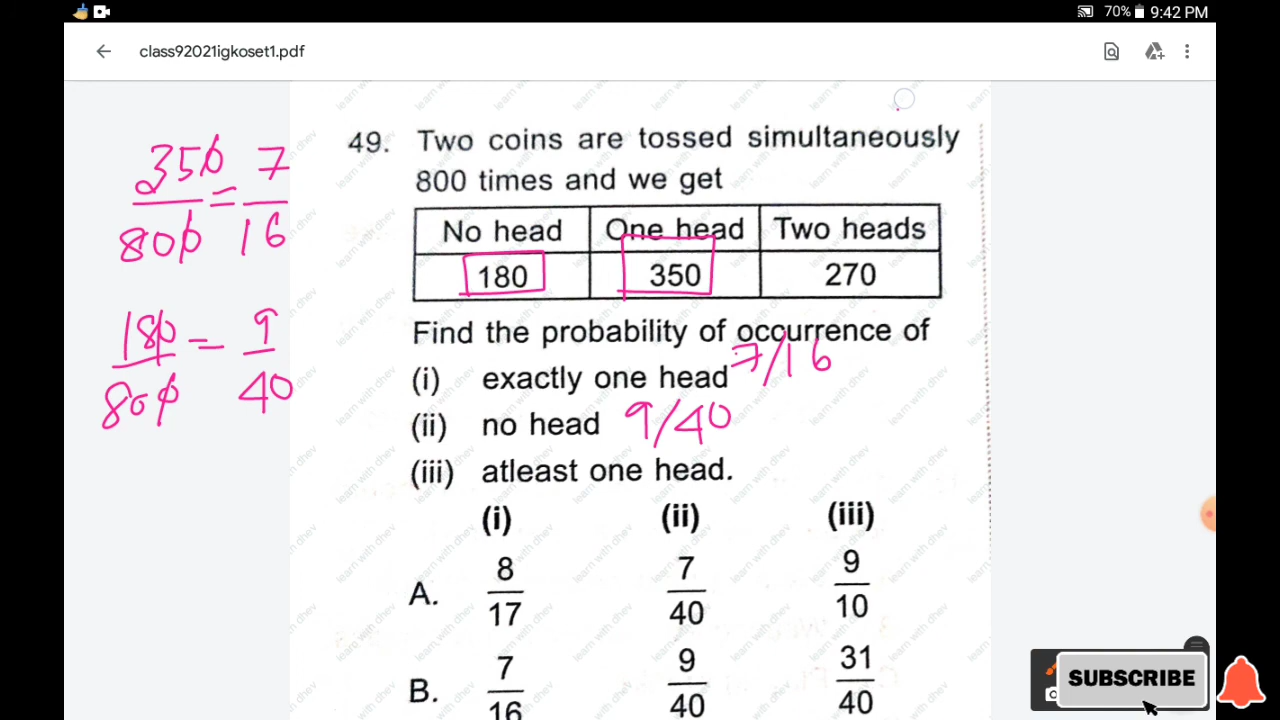 70% 9:42 PM
class92021igkoset1.pdf
350/800 = 7/16
180/800 = 9/40
49. Two coins are tossed simultaneously
800 times and we get
No head One head Two heads
180 350 270
Find the probability of occurrence of
(i) exactly one head 7/16
(ii) no head 9/40
(iii) atleast one head.
(i) (ii) (iii)
A. 8/17 7/40 9/10
B. 7/16 9/40 31/40
SUBSCRIBE
learn with dhev